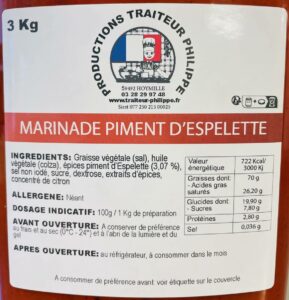 3 Kg
PRODUCTIONS TRAITEUR PHILIPPE
59492 HOYMILLE
03 28 29 97 48
www.traiteur-philippe.fr
MARINADE PIMENT D'ESPELETTE
INGREDIENTS: Graisse végétale (sal), huile
végétale (colza), épices piment d'Espelette (3,07 %),
sel non iodé, sucre, dextrose, extraits d'épices,
concentré de citron
ALLERGENE: Néant
DOSAGE INDICATIF: 100g / 1 Kg de préparation
AVANT OUVERTURE: A conserver de préférence
au frais et au sec (0°C - 24°) et à l'abri de la lumière et du
gel
APRES OUVERTURE: au réfrigérateur, à consommer dans le mois
Valeur énergétique 722 Kcal/ 3000 Kj
Graisses dont 70 g
- Acides gras saturés 26,20 g
Glucides dont 19,90 g
- Sucres 7,80 g
Protéines 2,80 g
Sel 0,036 g
A consommer de préférence avant: voir étiquette sur le couvercle